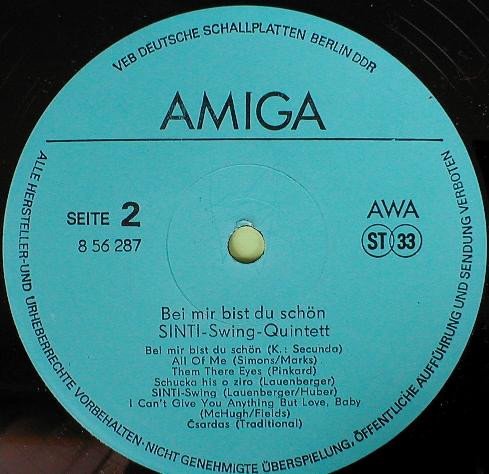 VEB DEUTSCHE SCHALLPLATTEN BERLIN DDR
AMIGA
SEITE 2
8 56 287
AWA
ST 33
Bei mir bist du schön
SINTI-Swing-Quintett
Bei mir bist du schön (K.: Secunda)
All Of Me (Simons/Marks)
Them There Eyes (Pinkard)
Schucka his o ziro (Lauenberger)
SINTI-Swing (Lauenberger/Huber)
I Can't Give You Anything But Love, Baby
(McHugh/Fields)
Csardas (Traditional)
ALLE HERSTELLER-UND URHEBERRECHTE VORBEHALTEN · NICHT GENEHMIGTE ÜBERSPIELUNG, ÖFFENTLICHE AUFFÜHRUNG UND SENDUNG VERBOTEN